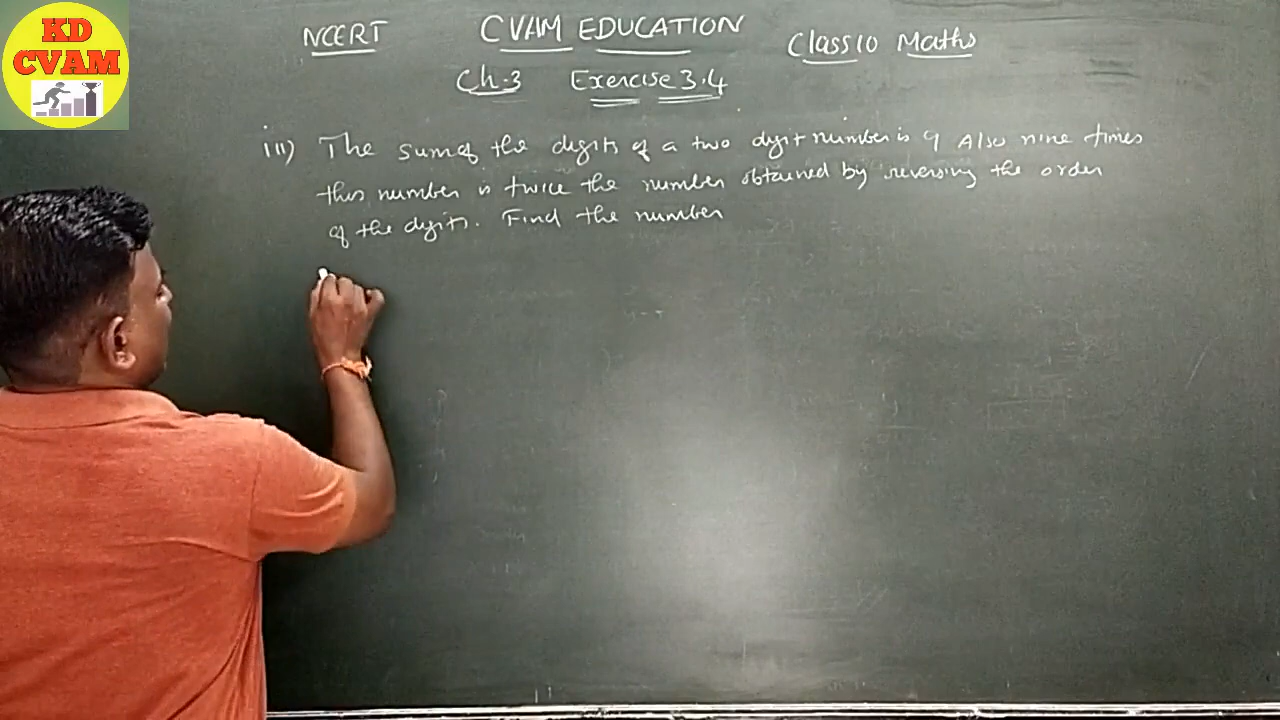 KD
CVAM
NCERT CVAM EDUCATION Class 10 Maths
Ch.3 Exercise 3.4
iii) The sum of the digits of a two digit number is 9 Also nine times
this number is twice the number obtained by reversing the order
of the digits. Find the number